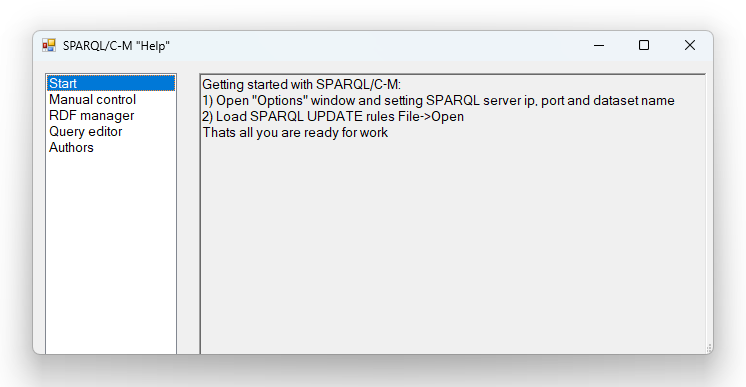 SPARQL/C-M "Help"
Start
Manual control
RDF manager
Query editor
Authors
Getting started with SPARQL/C-M:
1) Open "Options" window and setting SPARQL server ip, port and dataset name
2) Load SPARQL UPDATE rules File->Open
Thats all you are ready for work